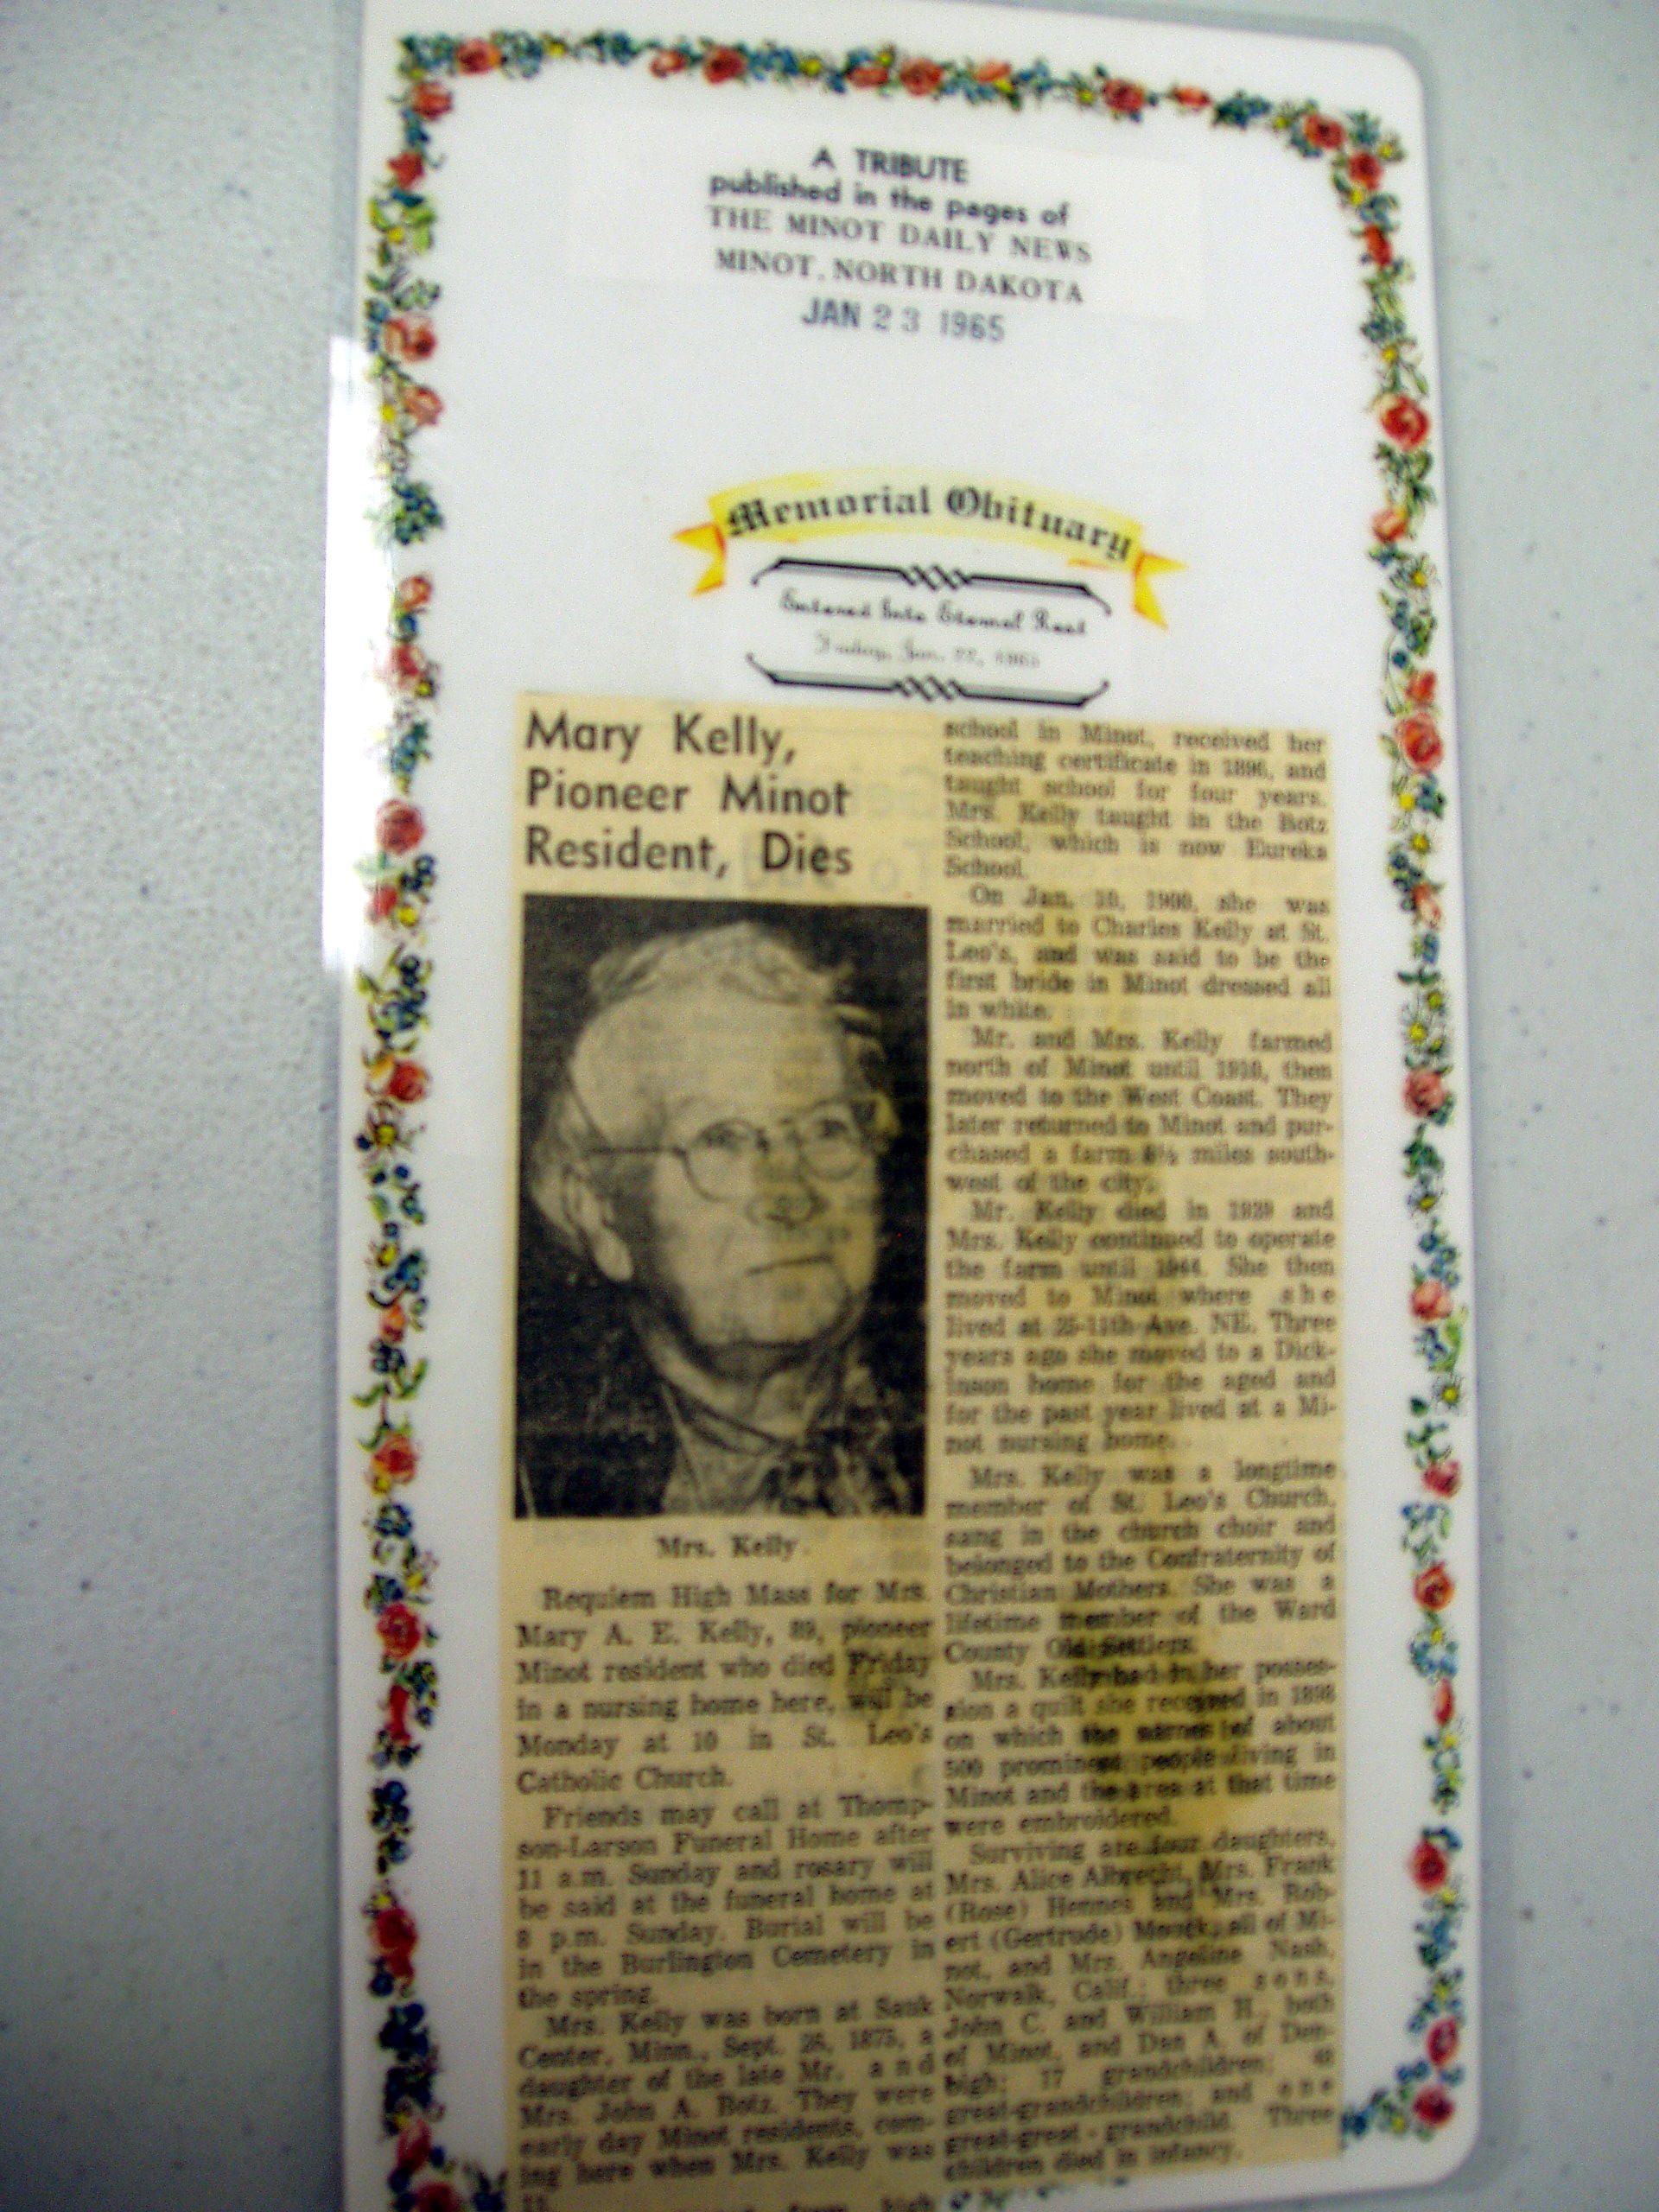 A TRIBUTE
published in the pages of
THE MINOT DAILY NEWS
MINOT, NORTH DAKOTA
JAN 23 1965
Memorial Obituary
Entered Into Eternal Rest
Friday, Jan. 22, 1965
Mary Kelly,
Pioneer Minot
Resident, Dies
Mrs. Kelly
Requiem High Mass for Mrs.
Mary A. E. Kelly, 89, pioneer
Minot resident who died Friday
in a nursing home here, will be
Monday at 10 in St. Leo's
Catholic Church.
Friends may call at Thomp-
son-Larson Funeral Home after
11 a.m. Sunday and rosary will
be said at the funeral home at
8 p.m. Sunday. Burial will be
in the Burlington Cemetery in
the spring.
Mrs. Kelly was born at Sauk
Center, Minn., Sept. 1875, a
daughter of the late Mr. and
Mrs. John A. Botz. They were
early day Minot residents, com-
ing here when Mrs. Kelly was
11.
from high
school in Minot, received her
teaching certificate in 1896, and
taught school for four years.
Mrs. Kelly taught in the Botz
School, which is now Eureka
School.
On Jan. 10, 1900, she was
married to Charles Kelly at St.
Leo's, and was said to be the
first bride in Minot dressed all
in white.
Mr. and Mrs. Kelly farmed
north of Minot until 1910, then
moved to the West Coast. They
later returned to Minot and pur-
chased a farm miles south-
west of the city.
Mr. Kelly died in 1939 and
Mrs. Kelly continued to operate
the farm until 1944. She then
moved to Minot where she
lived at 25-11th Ave. NE. Three
years ago she moved to a Dick-
inson home for the aged and
for the past year lived at a Mi-
not nursing home.
Mrs. Kelly was a longtime
member of St. Leo's Church,
sang in the church choir and
belonged to the Confraternity of
Christian Mothers. She was a
lifetime member of the Ward
County Old Settlers.
Mrs. Kelly had in her posses-
sion a quilt she received in 1898
on which the names of about
500 prominent people living in
Minot and the area at that time
were embroidered.
Surviving are four daughters,
Mrs. Alice Albrecht, Mrs. Frank
(Rose) Hennes and Mrs. Rob-
ert (Gertrude) all of Mi-
not, and Mrs. Angeline Nash,
Norwalk, Calif.; three sons,
John C. and William H., both
of Minot, and Dan A. of Den-
bigh; 17 grandchildren;
great-grandchildren; and one
great-great-grandchild. Three
children died in infancy.